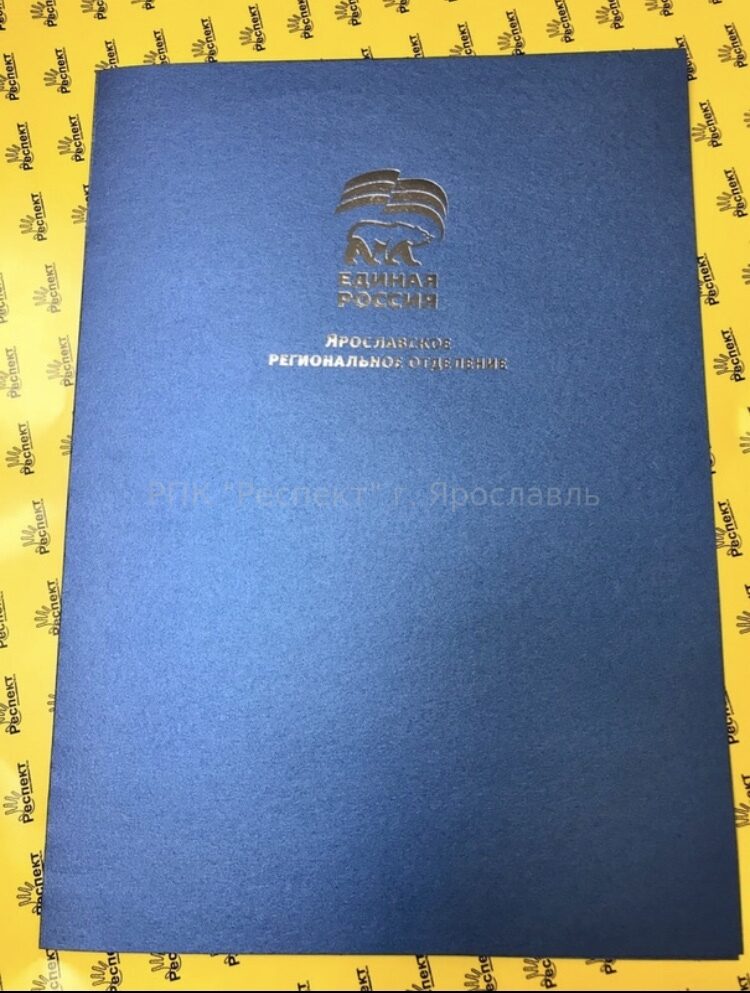 ЕДИНАЯ
РОССИЯ
ЯРОСЛАВСКОЕ
РЕГИОНАЛЬНОЕ ОТДЕЛЕНИЕ
РПК "Респект" г. Ярославль
Респект